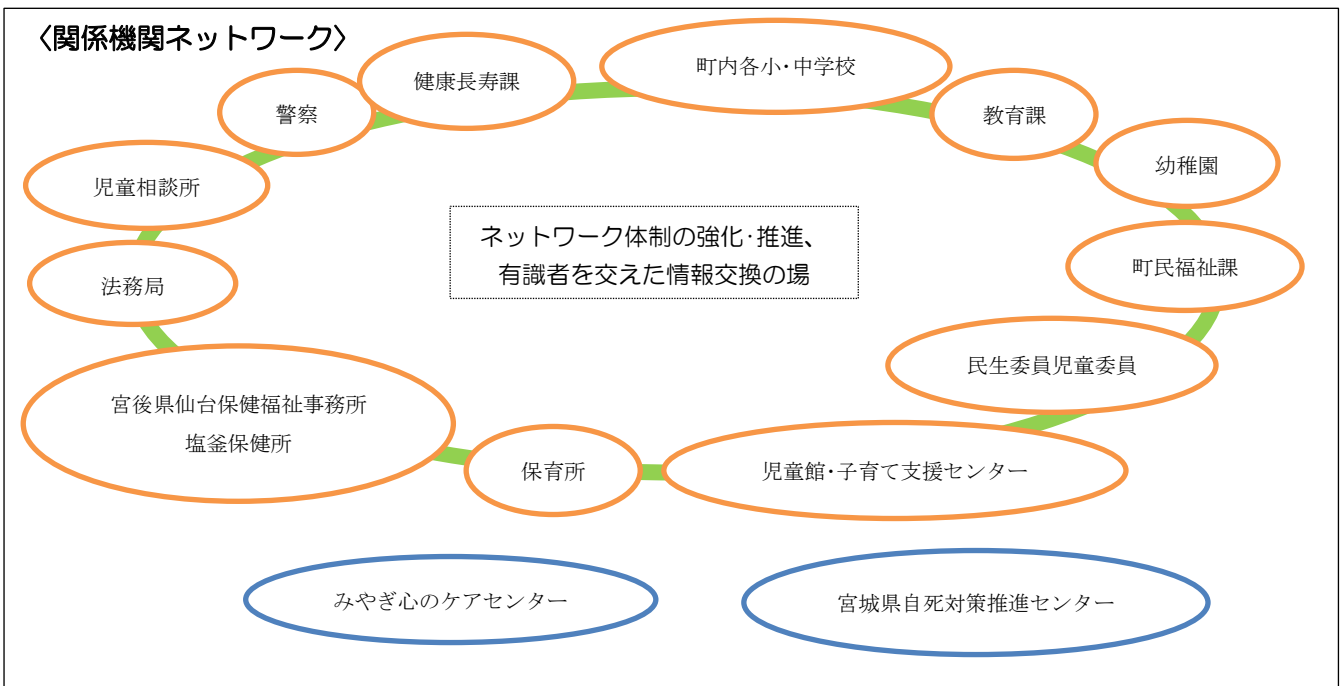 〈関係機関ネットワーク〉
健康長寿課
町内各小・中学校
警察
教育課
幼稚園
児童相談所
ネットワーク体制の強化・推進、
有識者を交えた情報交換の場
町民福祉課
法務局
民生委員児童委員
宮後県仙台保健福祉事務所
塩釜保健所
保育所
児童館・子育て支援センター
みやぎ心のケアセンター
宮城県自死対策推進センター